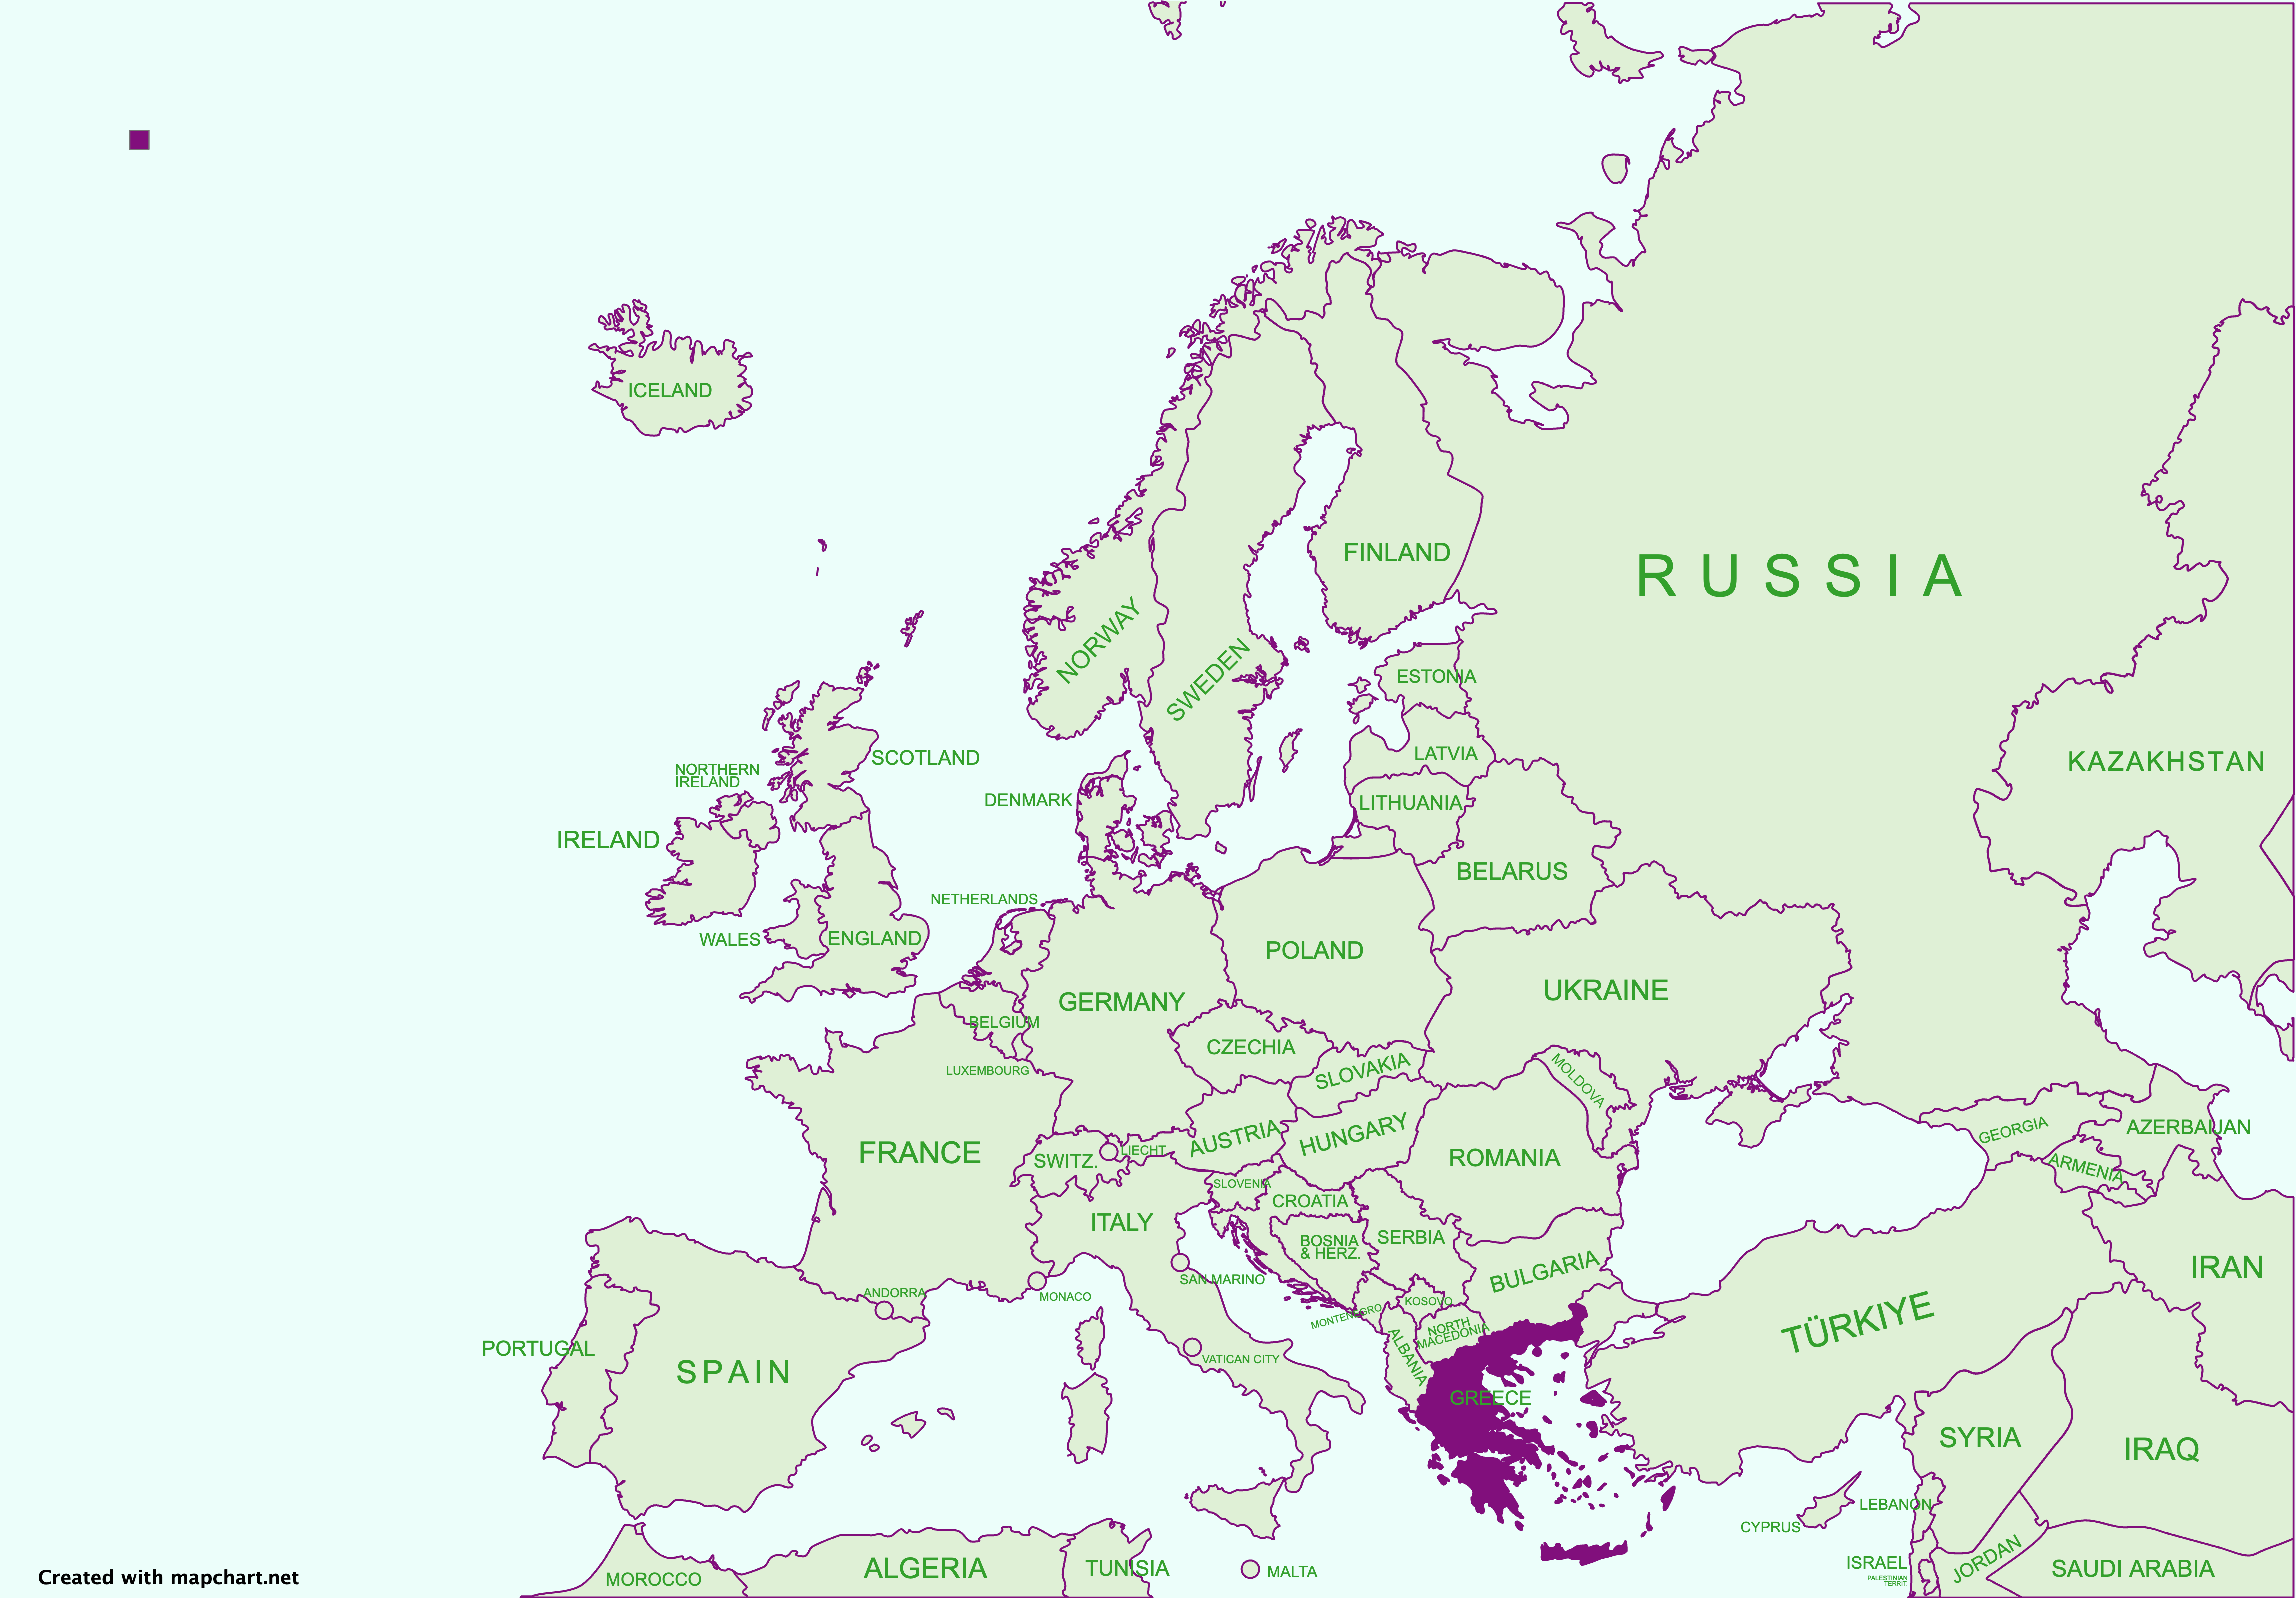 ICELAND
FINLAND
RUSSIA
NORWAY
SWEDEN
ESTONIA
SCOTLAND
LATVIA
KAZAKHSTAN
NORTHERN
IRELAND
DENMARK
LITHUANIA
IRELAND
BELARUS
NETHERLANDS
WALES
ENGLAND
POLAND
GERMANY
UKRAINE
BELGIUM
CZECHIA
LUXEMBOURG
SLOVAKIA
MOLDOVA
FRANCE
SWITZ.
LIECHT.
AUSTRIA
HUNGARY
ROMANIA
GEORGIA
AZERBAIJAN
ARMENIA
SLOVENIA
CROATIA
ITALY
BOSNIA
& HERZ.
SERBIA
BULGARIA
IRAN
SAN MARINO
ANDORRA
MONACO
MONTENEGRO
KOSOVO
NORTH
MACEDONIA
ALBANIA
TÜRKIYE
PORTUGAL
SPAIN
VATICAN CITY
GREECE
SYRIA
IRAQ
LEBANON
CYPRUS
ISRAEL
PALESTINIAN
TERRIT.
JORDAN
SAUDI ARABIA
Created with mapchart.net
MOROCCO
ALGERIA
TUNISIA
MALTA